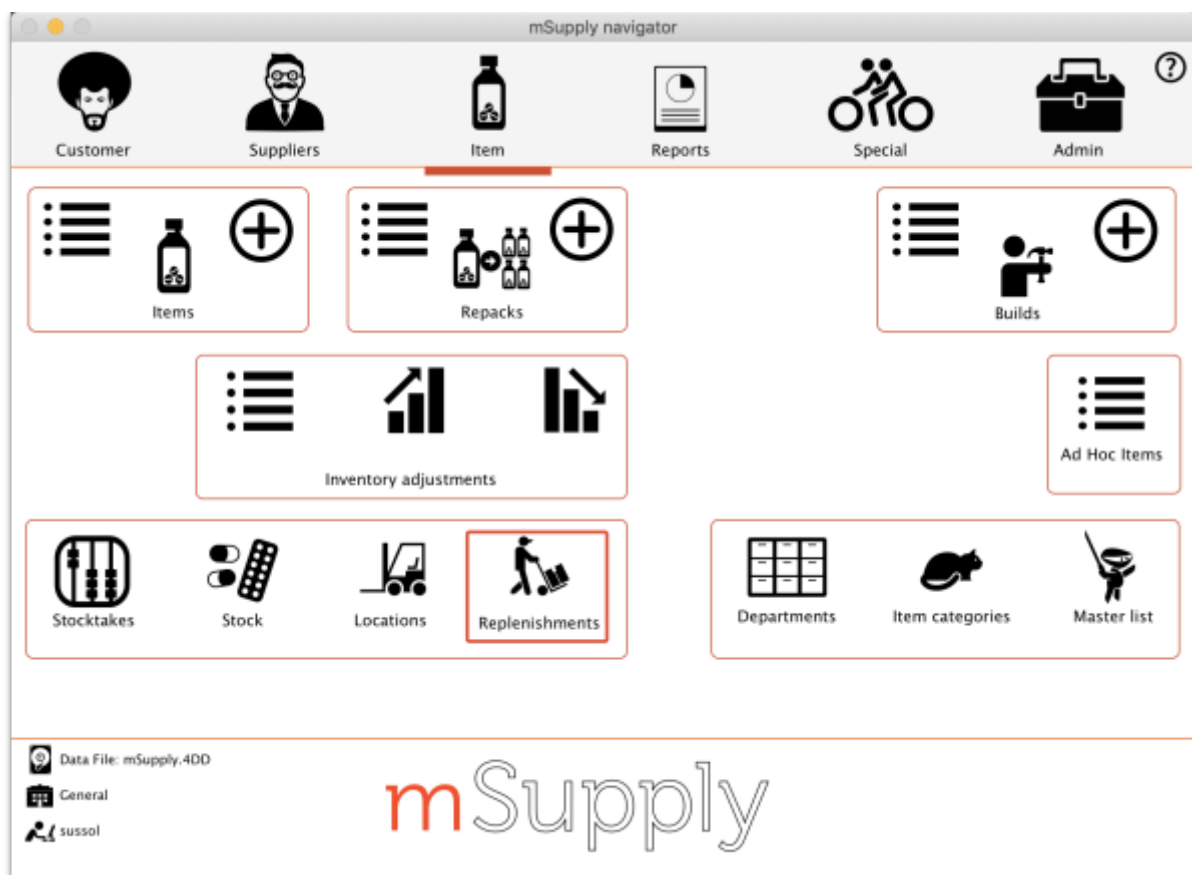 mSupply navigator
Customer Suppliers Item Reports Special Admin ?
Items Repacks Builds
Inventory adjustments Ad Hoc Items
Stocktakes Stock Locations Replenishments Departments Item categories Master list
Data File: mSupply.4DD
General
sussol
mSupply